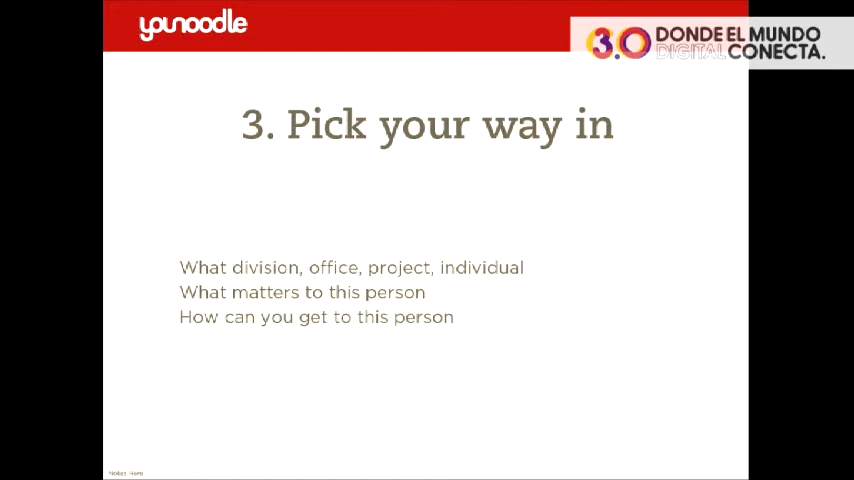 younoodle
3.0 DONDE EL MUNDO
DIGITAL CONECTA.
3. Pick your way in
What division, office, project, individual
What matters to this person
How can you get to this person